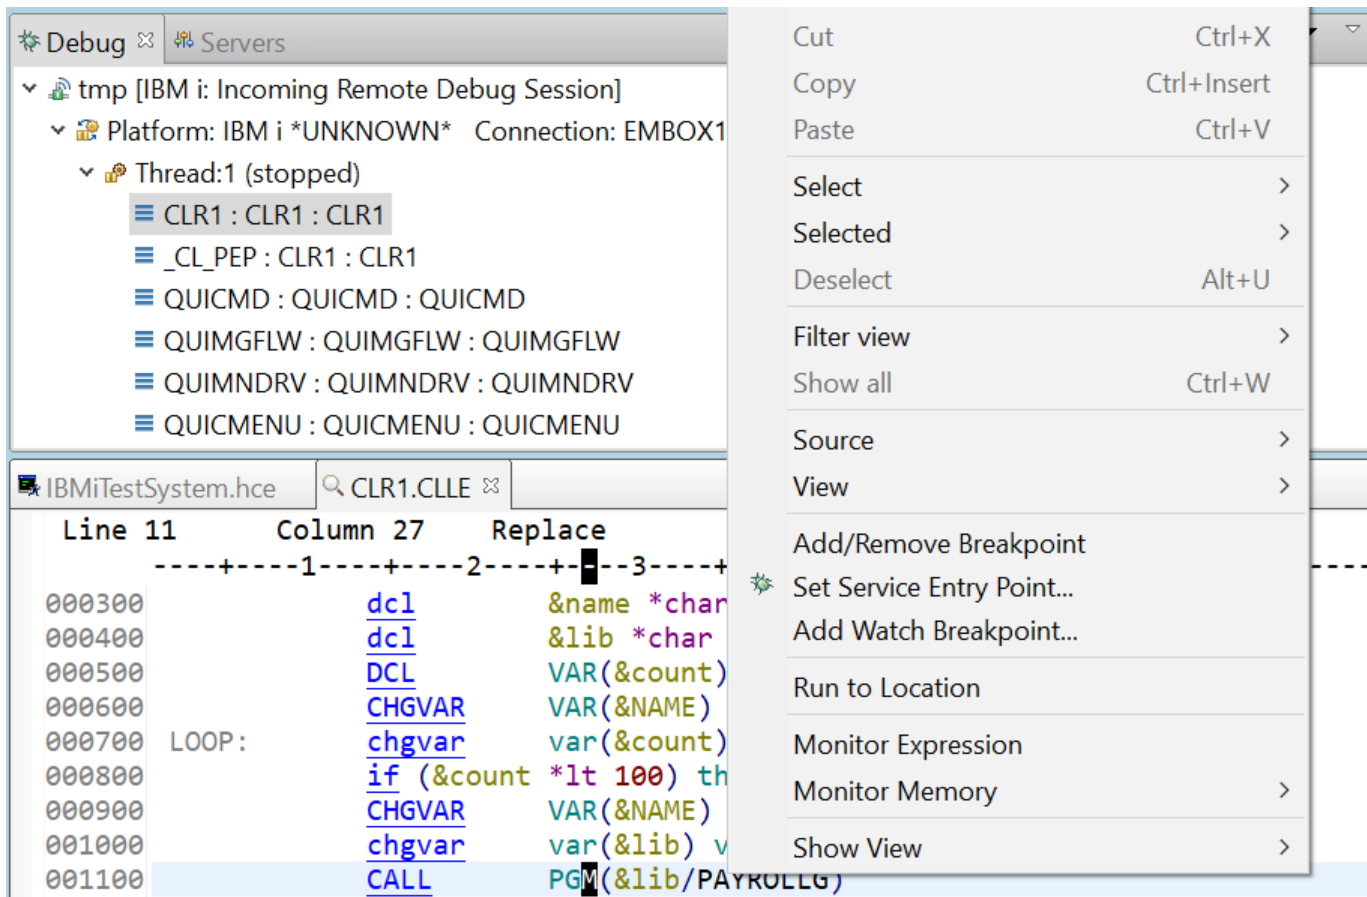 Debug Servers
tmp [IBM i: Incoming Remote Debug Session]
Platform: IBM i *UNKNOWN* Connection: EMBOX1
Thread:1 (stopped)
CLR1 : CLR1 : CLR1
_CL_PEP : CLR1 : CLR1
QUICMD : QUICMD : QUICMD
QUIMGFLW : QUIMGFLW : QUIMGFLW
QUIMNDRV : QUIMNDRV : QUIMNDRV
QUICMENU : QUICMENU : QUICMENU
Cut Ctrl+X
Copy Ctrl+Insert
Paste Ctrl+V
Select >
Selected >
Deselect Alt+U
Filter view >
Show all Ctrl+W
Source >
View >
Add/Remove Breakpoint
Set Service Entry Point...
Add Watch Breakpoint...
Run to Location
Monitor Expression
Monitor Memory >
Show View >
IBMiTestSystem.hce CLR1.CLLE
Line 11 Column 27 Replace
----+----1----+----2----+----3----+ ----
000300 dcl &name *char
000400 dcl &lib *char
000500 DCL VAR(&count)
000600 CHGVAR VAR(&NAME)
000700 LOOP: chgvar var(&count)
000800 if (&count *lt 100) th
000900 CHGVAR VAR(&NAME)
001000 chgvar var(&lib) v
001100 CALL PGM(&lib/PAYROLLG)